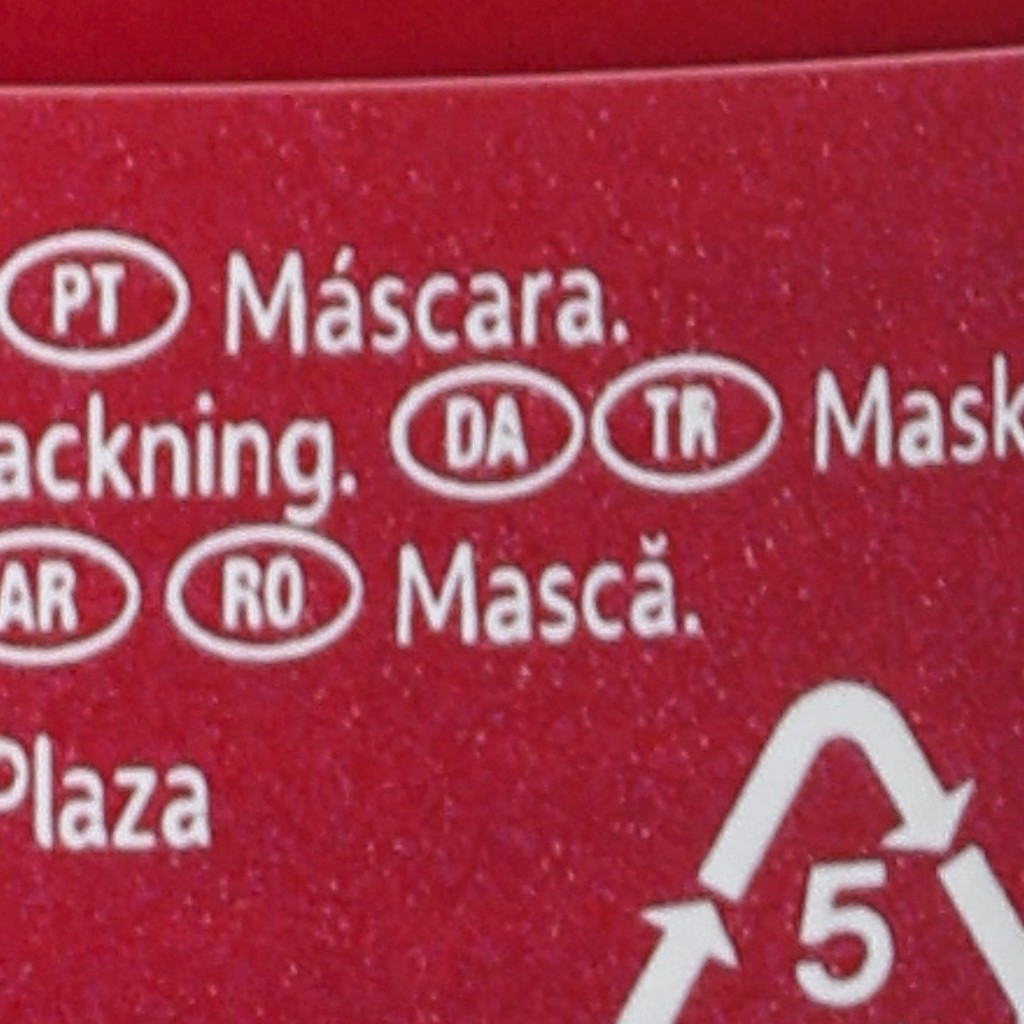 PT Máscara.
ackning. DA TR Mask
AR RO Mască.
Plaza
5